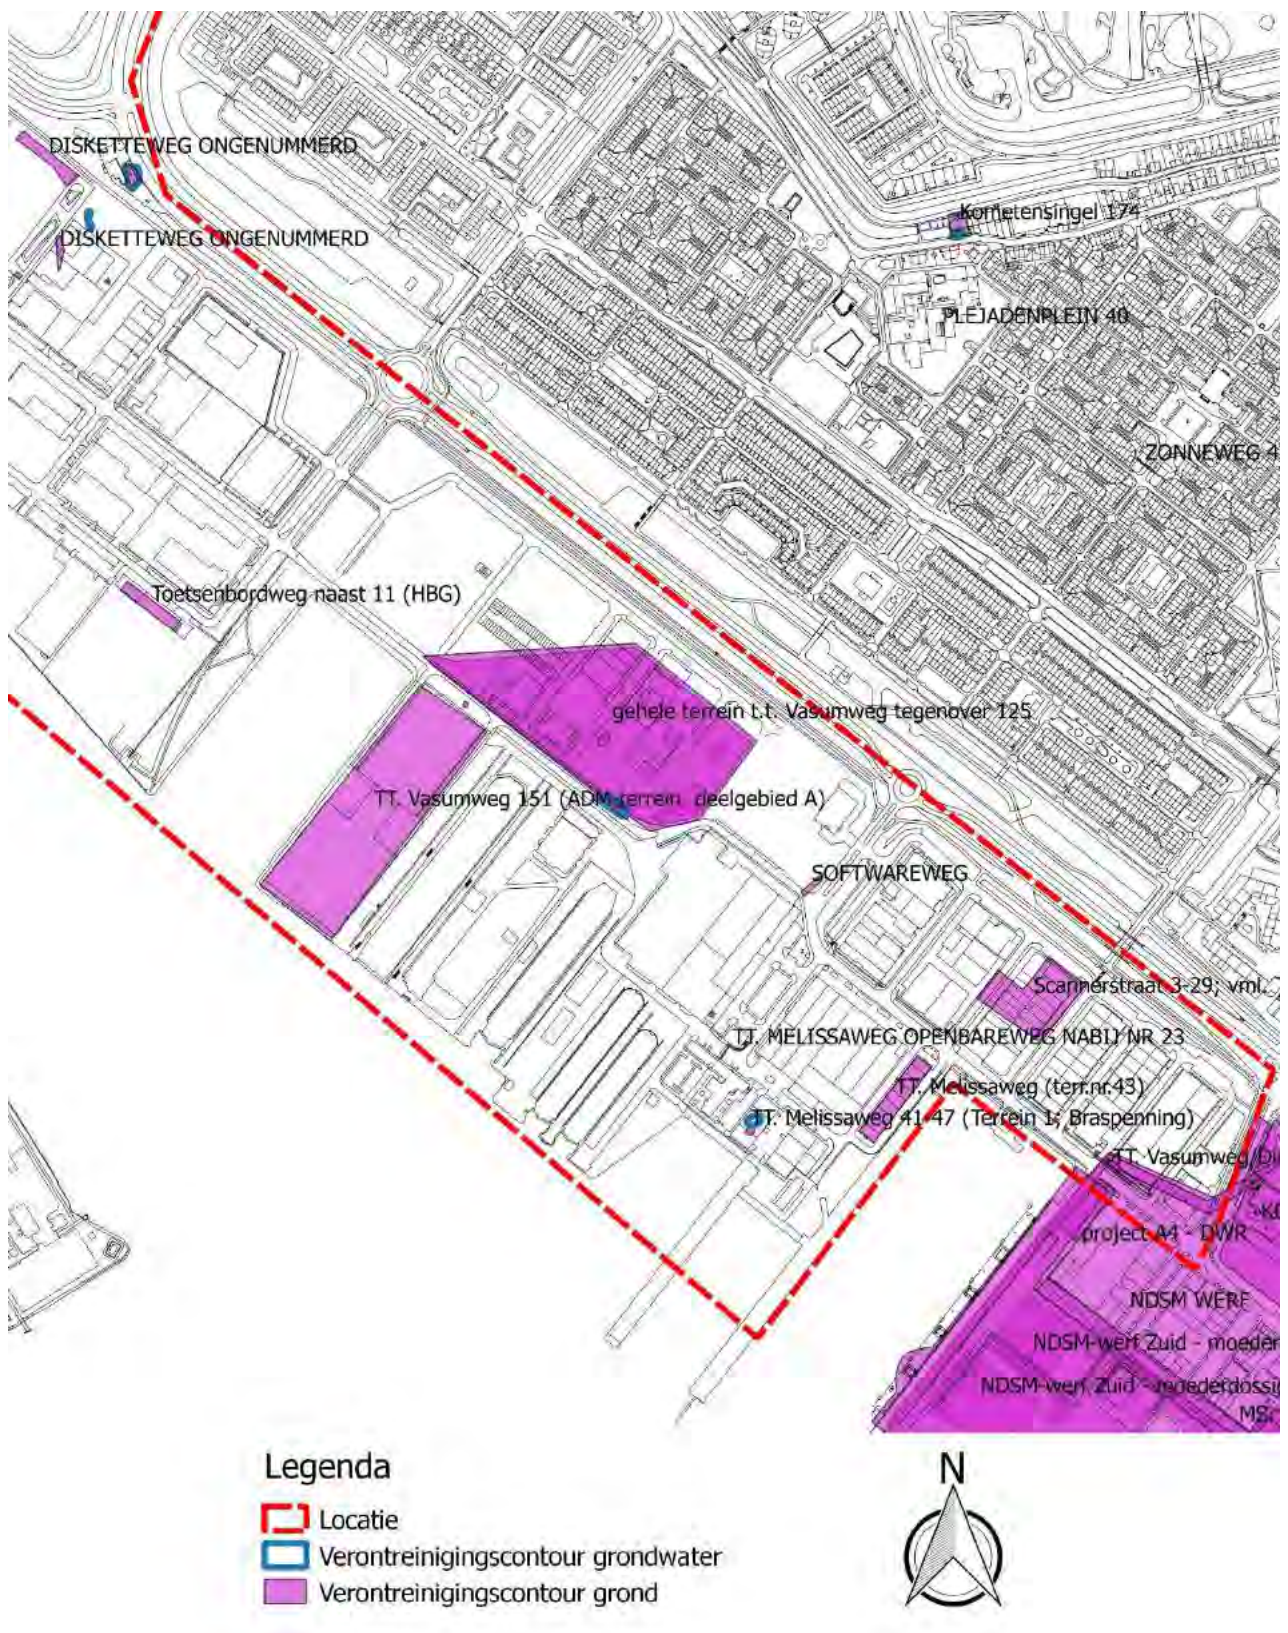 DISKETTEWEG ONGENUMMERD
Kometensingel 174
DISKETTEWEG ONGENUMMERD
PLEJADENPLEIN 40
ZONNEWEG 4
Toetsenbordweg naast 11 (HBG)
gehele terrein t.t. Vasumweg tegenover 125
TT. Vasumweg 151 (ADM-terrein deelgebied A)
SOFTWAREWEG
Scannerstraat 3-29; vml.
TT. MELISSAWEG OPENBAREWEG NABIJ NR 23
TT. Melissaweg (terr.nr.43)
TT. Melissaweg 41-47 (Terrein 1; Braspenning)
TT. Vasumweg
project A4 - DWR
NDSM WERF
NDSM-werf Zuid - moeder
NDSM-werf Zuid - moederdossi
Legenda
N
Locatie
Verontreinigingscontour grondwater
Verontreinigingscontour grond